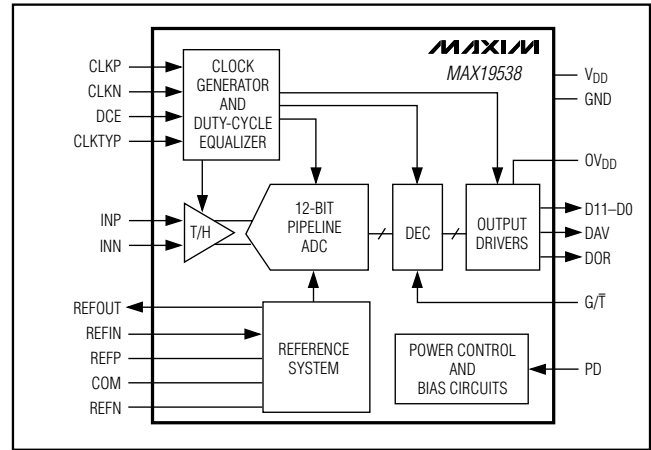 MAXIM
MAX19538
CLKP
CLKN
DCE
CLKTYP
CLOCK
GENERATOR
AND
DUTY-CYCLE
EQUALIZER
VDD
GND
OVDD
INP
INN
T/H
12-BIT
PIPELINE
ADC
DEC
OUTPUT
DRIVERS
D11–D0
DAV
DOR
G/T̅
REFOUT
REFIN
REFP
COM
REFN
REFERENCE
SYSTEM
POWER CONTROL
AND
BIAS CIRCUITS
PD